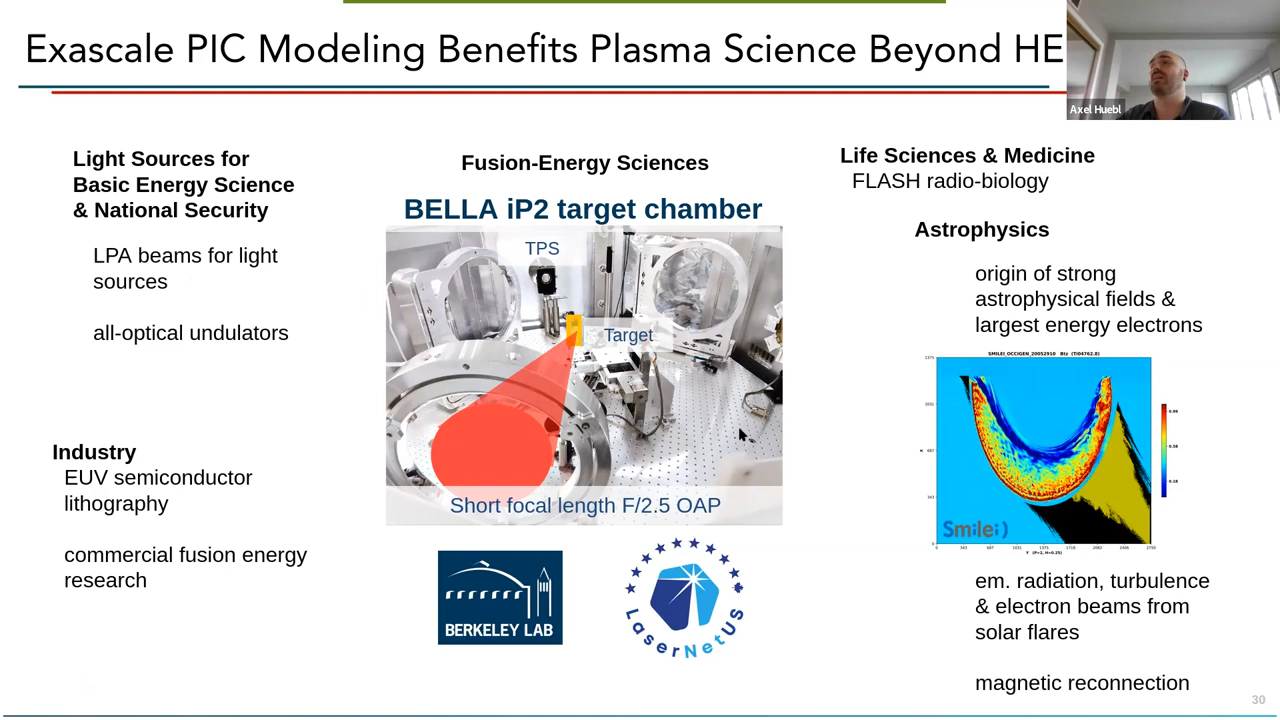 Exascale PIC Modeling Benefits Plasma Science Beyond HE
Axel Huebl
Light Sources for
Basic Energy Science
& National Security
LPA beams for light
sources
all-optical undulators
Industry
EUV semiconductor
lithography
commercial fusion energy
research
Fusion-Energy Sciences
BELLA iP2 target chamber
TPS
Target
Short focal length F/2.5 OAP
BERKELEY LAB
LaserNetUS
Life Sciences & Medicine
FLASH radio-biology
Astrophysics
origin of strong
astrophysical fields &
largest energy electrons
Smilei)
em. radiation, turbulence
& electron beams from
solar flares
magnetic reconnection
30